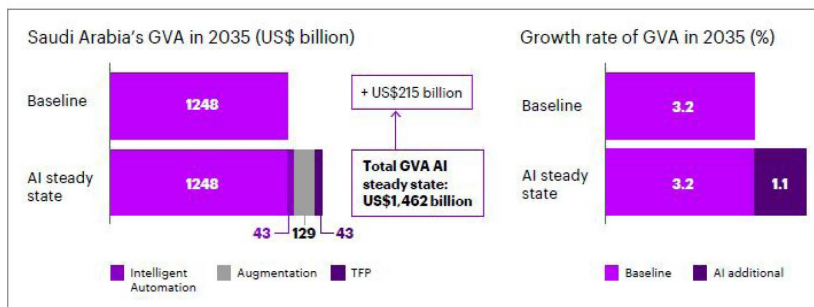 Saudi Arabia's GVA in 2035 (US$ billion)
Baseline
1248
+ US$215 billion
AI steady
state
1248
Total GVA AI
steady state:
US$1,462 billion
43
129
43
Intelligent
Automation
Augmentation
TFP
Growth rate of GVA in 2035 (%)
Baseline
3.2
AI steady
state
3.2
1.1
Baseline
AI additional